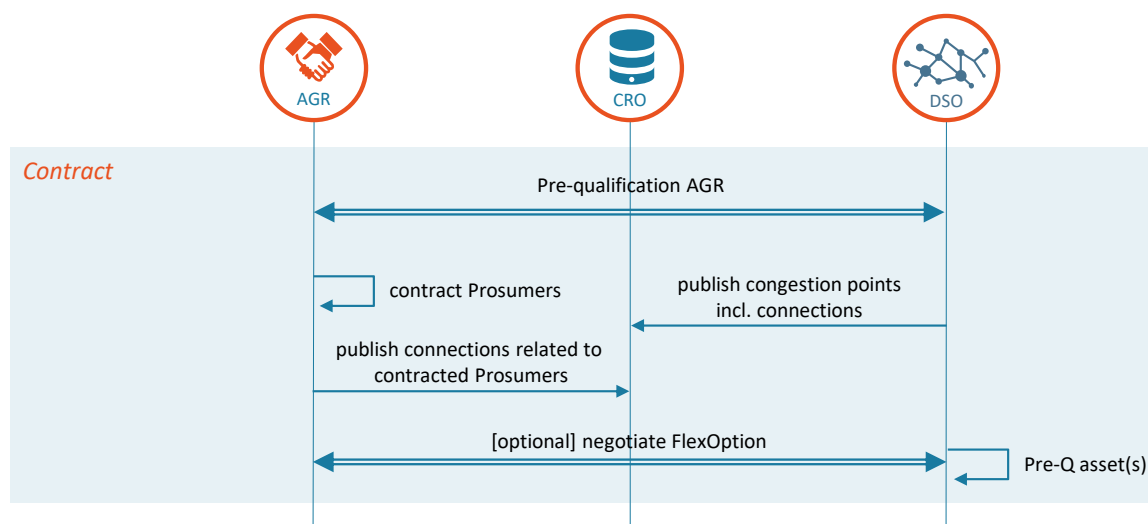 AGR
CRO
DSO
Contract
Pre-qualification AGR
contract Prosumers
publish congestion points
incl. connections
publish connections related to
contracted Prosumers
[optional] negotiate FlexOption
Pre-Q asset(s)